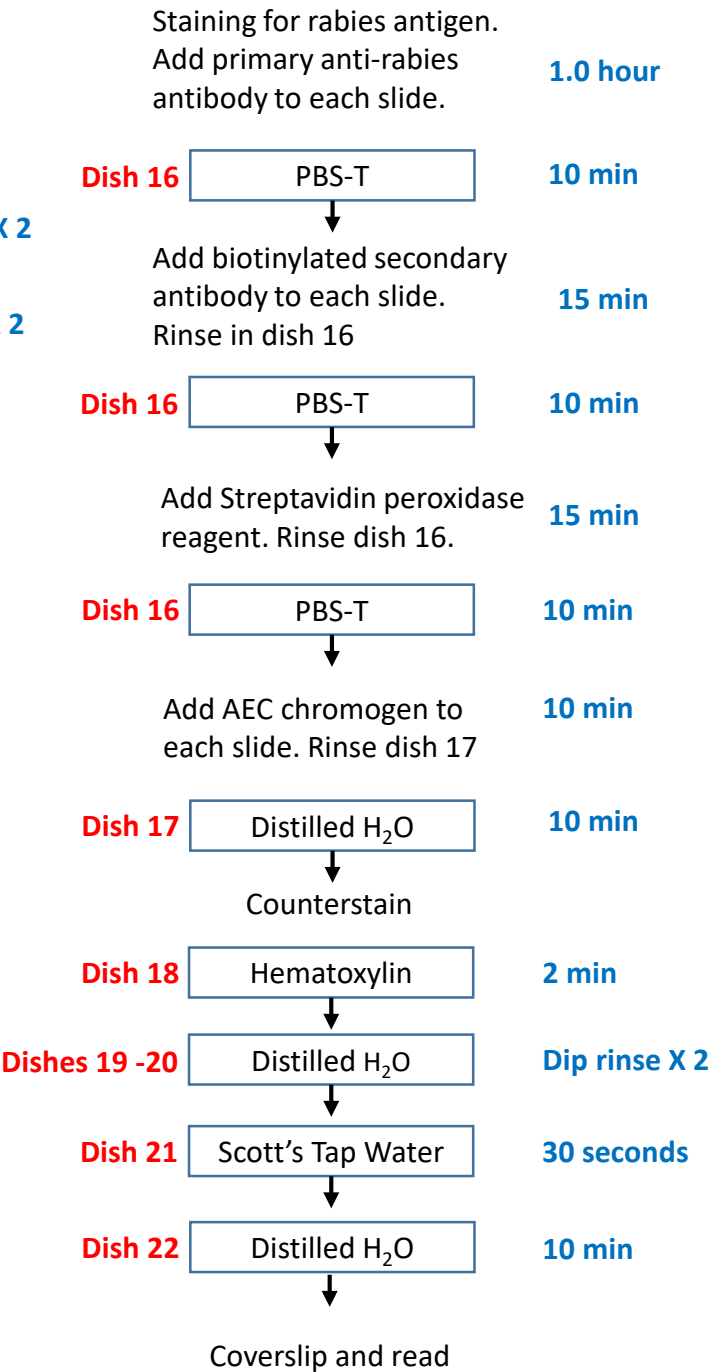 Staining for rabies antigen.
Add primary anti-rabies
antibody to each slide.
1.0 hour
Dish 16
PBS-T
10 min
X 2
Add biotinylated secondary
antibody to each slide.
Rinse in dish 16
15 min
2
Dish 16
PBS-T
10 min
Add Streptavidin peroxidase
reagent. Rinse dish 16.
15 min
Dish 16
PBS-T
10 min
Add AEC chromogen to
each slide. Rinse dish 17
10 min
Dish 17
Distilled H₂O
10 min
Counterstain
Dish 18
Hematoxylin
2 min
Dishes 19 -20
Distilled H₂O
Dip rinse X 2
Dish 21
Scott’s Tap Water
30 seconds
Dish 22
Distilled H₂O
10 min
Coverslip and read